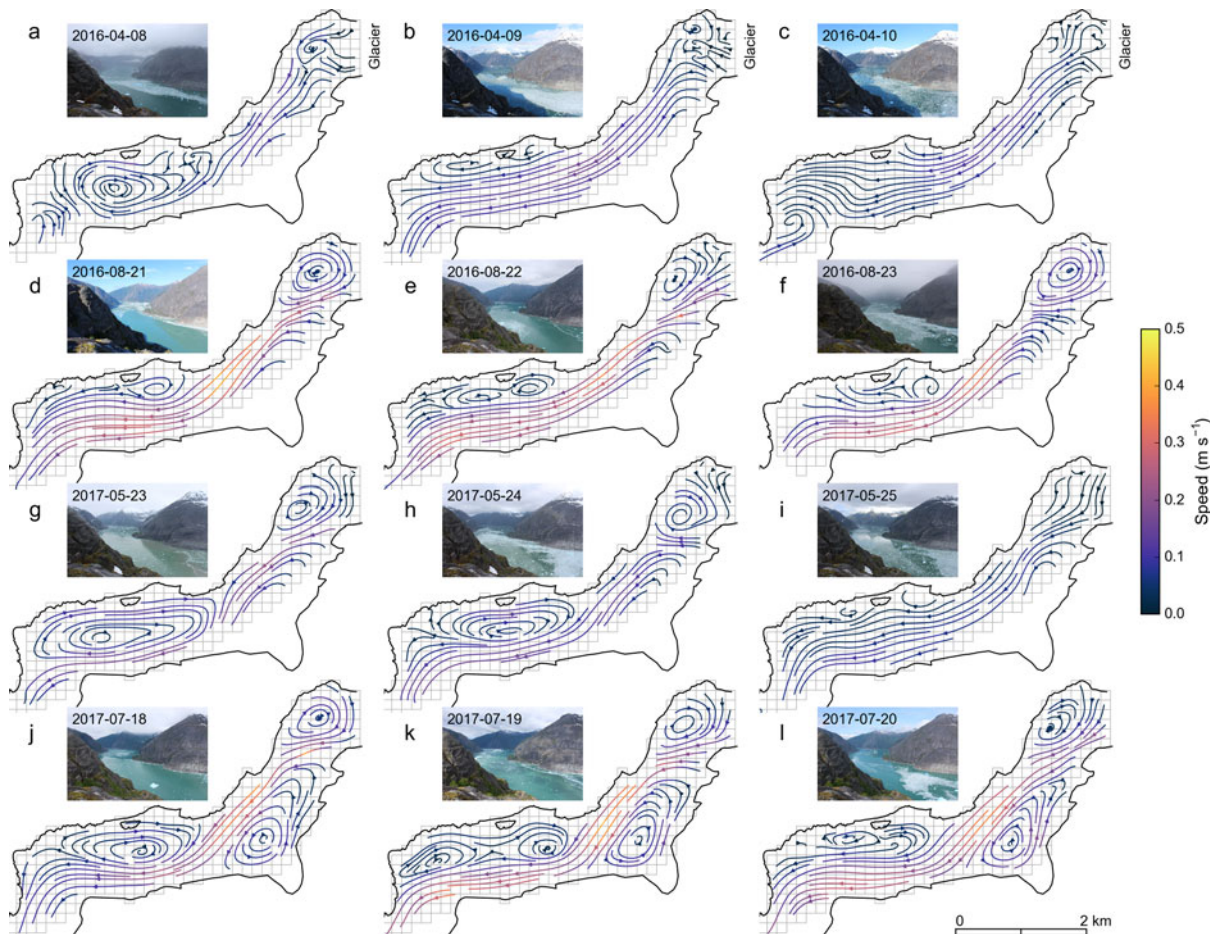 a 2016-04-08 Glacier
b 2016-04-09 Glacier
c 2016-04-10 Glacier
d 2016-08-21
e 2016-08-22
f 2016-08-23
g 2017-05-23
h 2017-05-24
i 2017-05-25
j 2017-07-18
k 2017-07-19
l 2017-07-20
0.5
0.4
0.3
0.2
0.1
0.0
Speed (m s⁻¹)
0 2 km